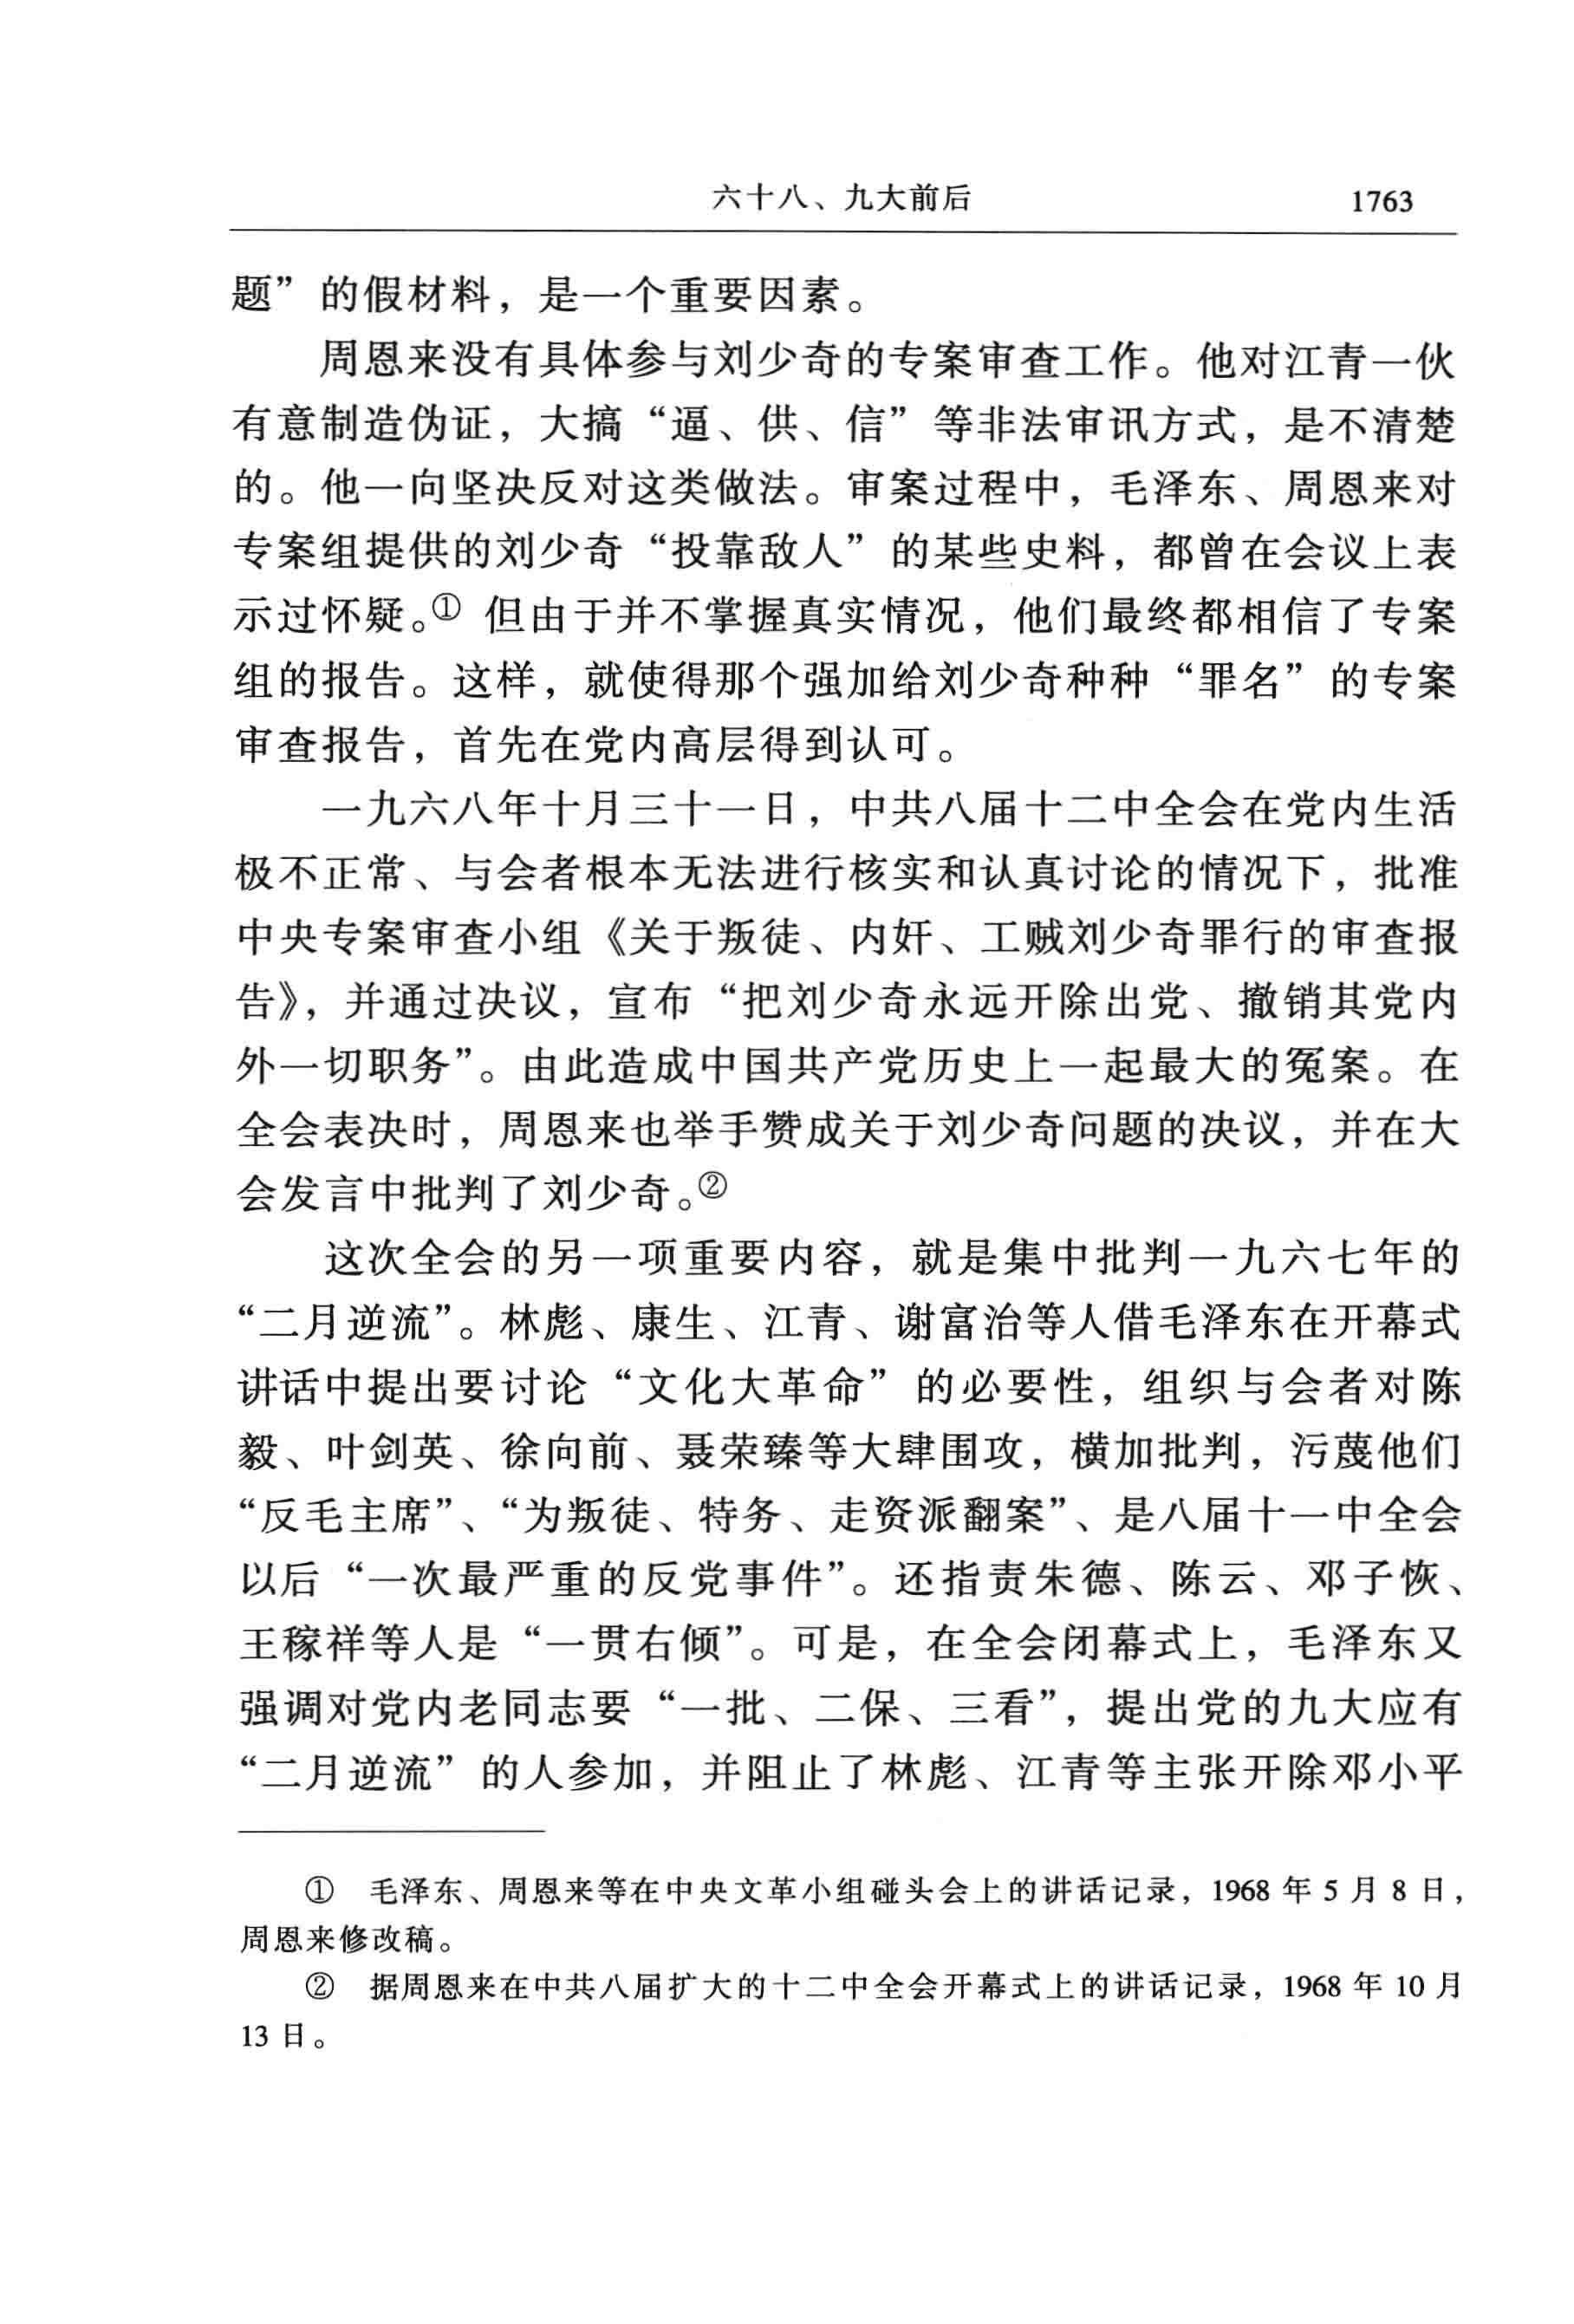 六十八、九大前后 1763
题”的假材料，是一个重要因素。
周恩来没有具体参与刘少奇的专案审查工作。他对江青一伙
有意制造伪证，大搞“逼、供、信”等非法审讯方式，是不清楚
的。他一向坚决反对这类做法。审案过程中，毛泽东、周恩来对
专案组提供的刘少奇“投靠敌人”的某些史料，都曾在会议上表
示过怀疑。① 但由于并不掌握真实情况，他们最终都相信了专案
组的报告。这样，就使得那个强加给刘少奇种种“罪名”的专案
审查报告，首先在党内高层得到认可。
一九六八年十月三十一日，中共八届十二中全会在党内生活
极不正常、与会者根本无法进行核实和认真讨论的情况下，批准
中央专案审查小组《关于叛徒、内奸、工贼刘少奇罪行的审查报
告》，并通过决议，宣布“把刘少奇永远开除出党、撤销其党内
外一切职务”。由此造成中国共产党历史上一起最大的冤案。在
全会表决时，周恩来也举手赞成关于刘少奇问题的决议，并在大
会发言中批判了刘少奇。②
这次全会的另一项重要内容，就是集中批判一九六七年的
“二月逆流”。林彪、康生、江青、谢富治等人借毛泽东在开幕式
讲话中提出要讨论“文化大革命”的必要性，组织与会者对陈
毅、叶剑英、徐向前、聂荣臻等大肆围攻，横加批判，污蔑他们
“反毛主席”、“为叛徒、特务、走资派翻案”、是八届十一中全会
以后“一次最严重的反党事件”。还指责朱德、陈云、邓子恢、
王稼祥等人是“一贯右倾”。可是，在全会闭幕式上，毛泽东又
强调对党内老同志要“一批、二保、三看”，提出党的九大应有
“二月逆流”的人参加，并阻止了林彪、江青等主张开除邓小平
① 毛泽东、周恩来等在中央文革小组碰头会上的讲话记录，1968 年 5 月 8 日，
周恩来修改稿。
② 据周恩来在中共八届扩大的十二中全会开幕式上的讲话记录，1968 年 10 月
13 日。